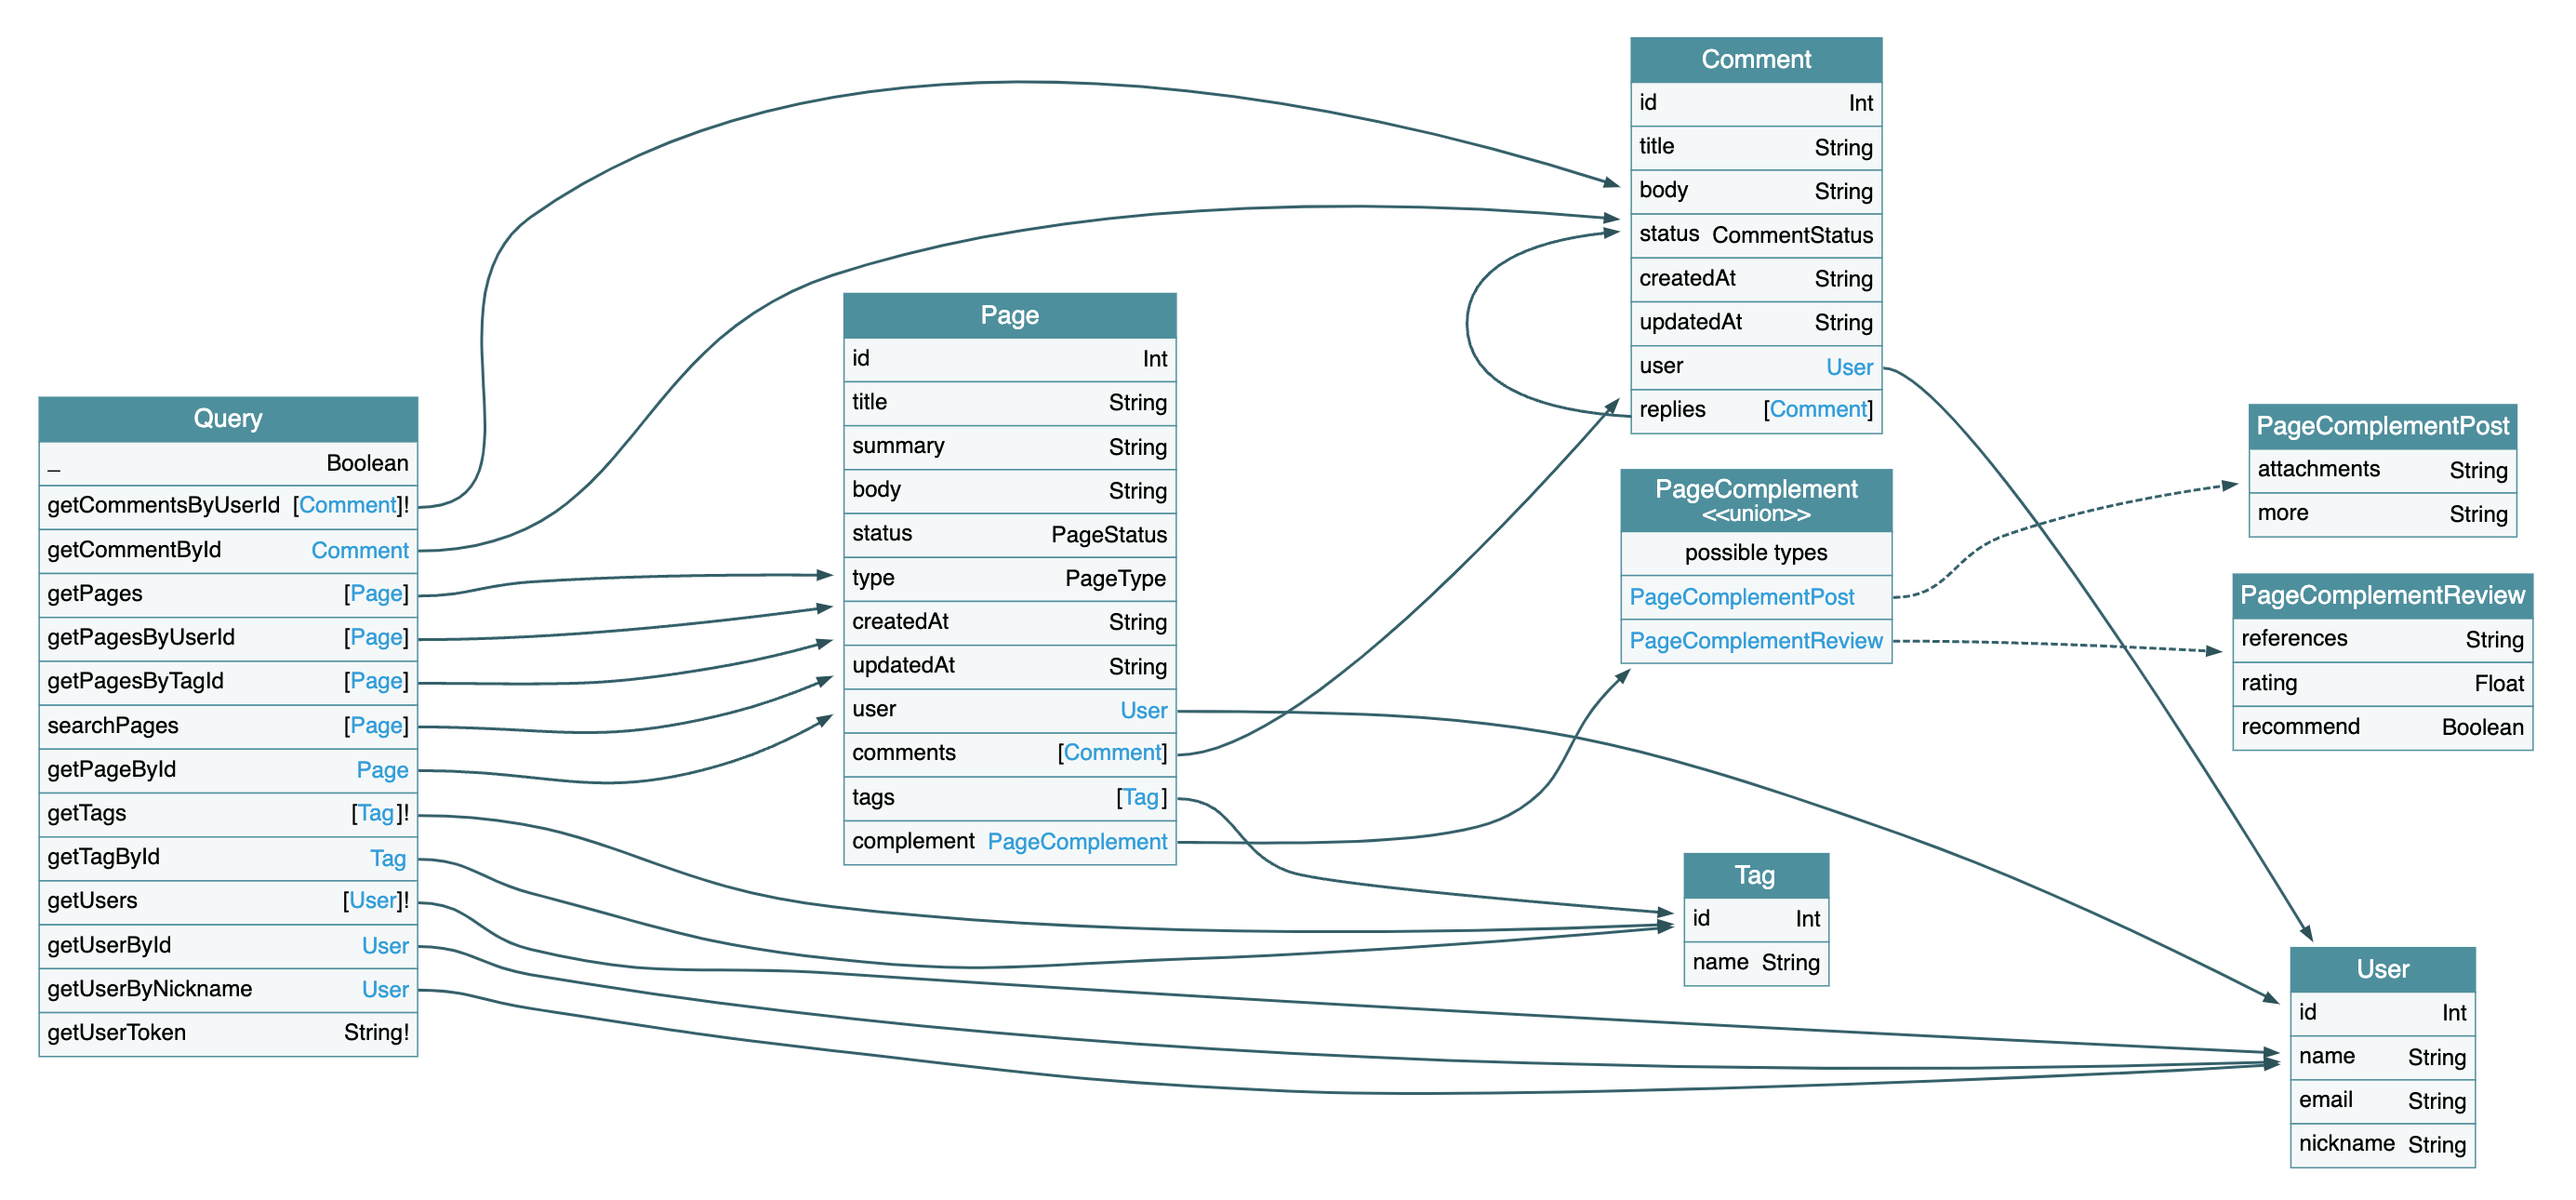 Query
_ Boolean
getCommentsByUserId [Comment]!
getCommentById Comment
getPages [Page]
getPagesByUserId [Page]
getPagesByTagId [Page]
searchPages [Page]
getPageById Page
getTags [Tag]!
getTagById Tag
getUsers [User]!
getUserById User
getUserByNickname User
getUserToken String!
Page
id Int
title String
summary String
body String
status PageStatus
type PageType
createdAt String
updatedAt String
user User
comments [Comment]
tags [Tag]
complement PageComplement
Comment
id Int
title String
body String
status CommentStatus
createdAt String
updatedAt String
user User
replies [Comment]
PageComplement
<<union>>
possible types
PageComplementPost
PageComplementReview
Tag
id Int
name String
PageComplementPost
attachments String
more String
PageComplementReview
references String
rating Float
recommend Boolean
User
id Int
name String
email String
nickname String